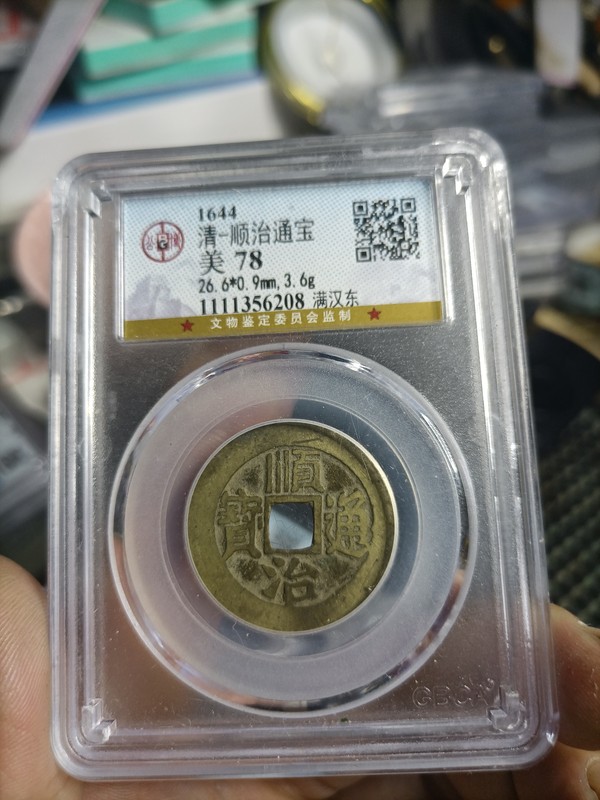 1644
清-顺治通宝
美 78
26.6*0.9mm,3.6g
1111356208 满汉东
文物鉴定委员会监制
順治通寳
GBCA